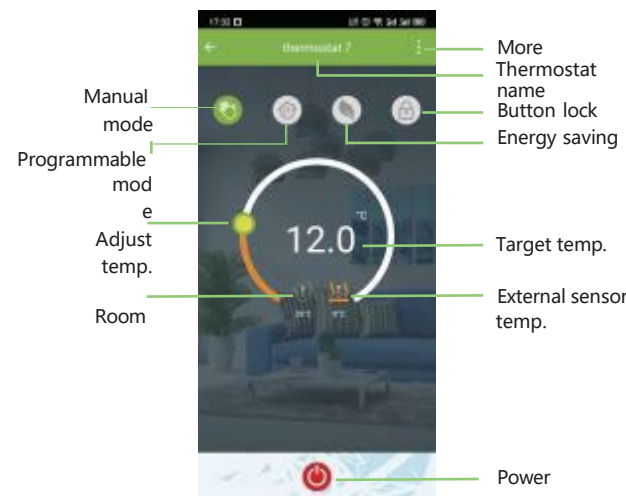 17:32
thermostat 7
More
Thermostat
name
Button lock
Energy saving
Manual
mode
Programmable
mod
e
Adjust
temp.
12.0
°C
Target temp.
Room
External sensor
temp.
Power